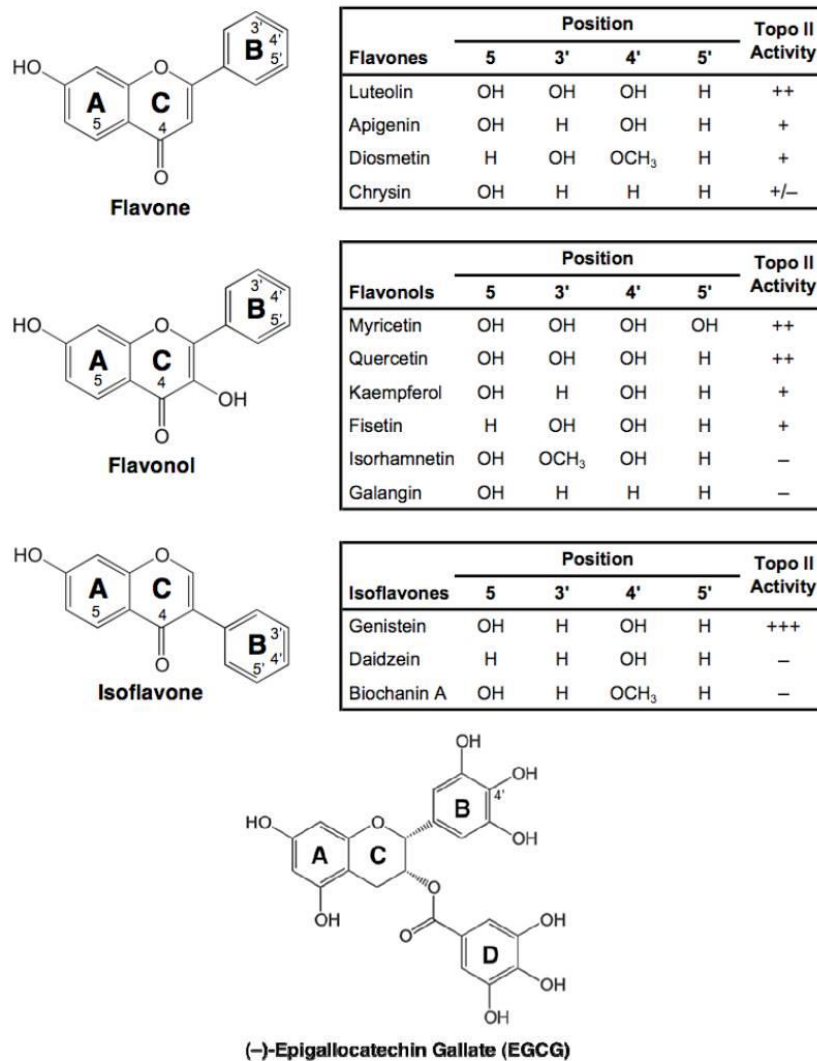 HO
O
A
C
B
3'
4'
5'
5
4
O
Flavone
Position
Topo II
Activity
Flavones 5 3' 4' 5'
Luteolin OH OH OH H ++
Apigenin OH H OH H +
Diosmetin H OH OCH₃ H +
Chrysin OH H H H +/–
HO
O
A
C
B
3'
4'
5'
5
4
OH
O
Flavonol
Position
Topo II
Activity
Flavonols 5 3' 4' 5'
Myricetin OH OH OH OH ++
Quercetin OH OH OH H ++
Kaempferol OH H OH H +
Fisetin H OH OH H +
Isorhamnetin OH OCH₃ OH H –
Galangin OH H H H –
HO
O
A
C
B
3'
4'
5'
5
4
O
Isoflavone
Position
Topo II
Activity
Isoflavones 5 3' 4' 5'
Genistein OH H OH H +++
Daidzein H H OH H –
Biochanin A OH H OCH₃ H –
OH
OH
4'
B
OH
HO
O
A
C
OH
O
O
OH
D
OH
OH
(–)-Epigallocatechin Gallate (EGCG)